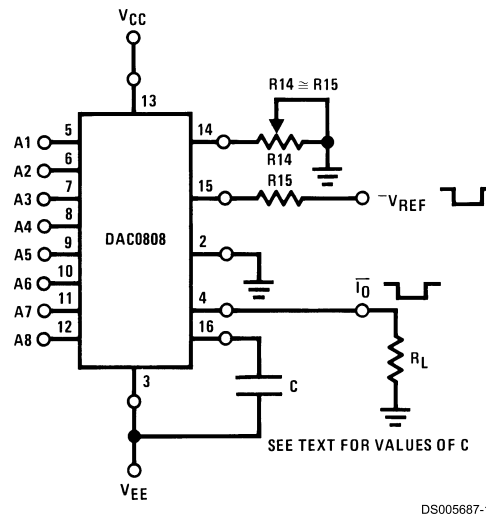 VCC
13
R14 ≅ R15
A1 5
14
R14
A2 6
R15
A3 7
15
–VREF
A4 8
DAC0808
A5 9
2
A6 10
I0
A7 11
4
A8 12
16
RL
C
3
SEE TEXT FOR VALUES OF C
VEE